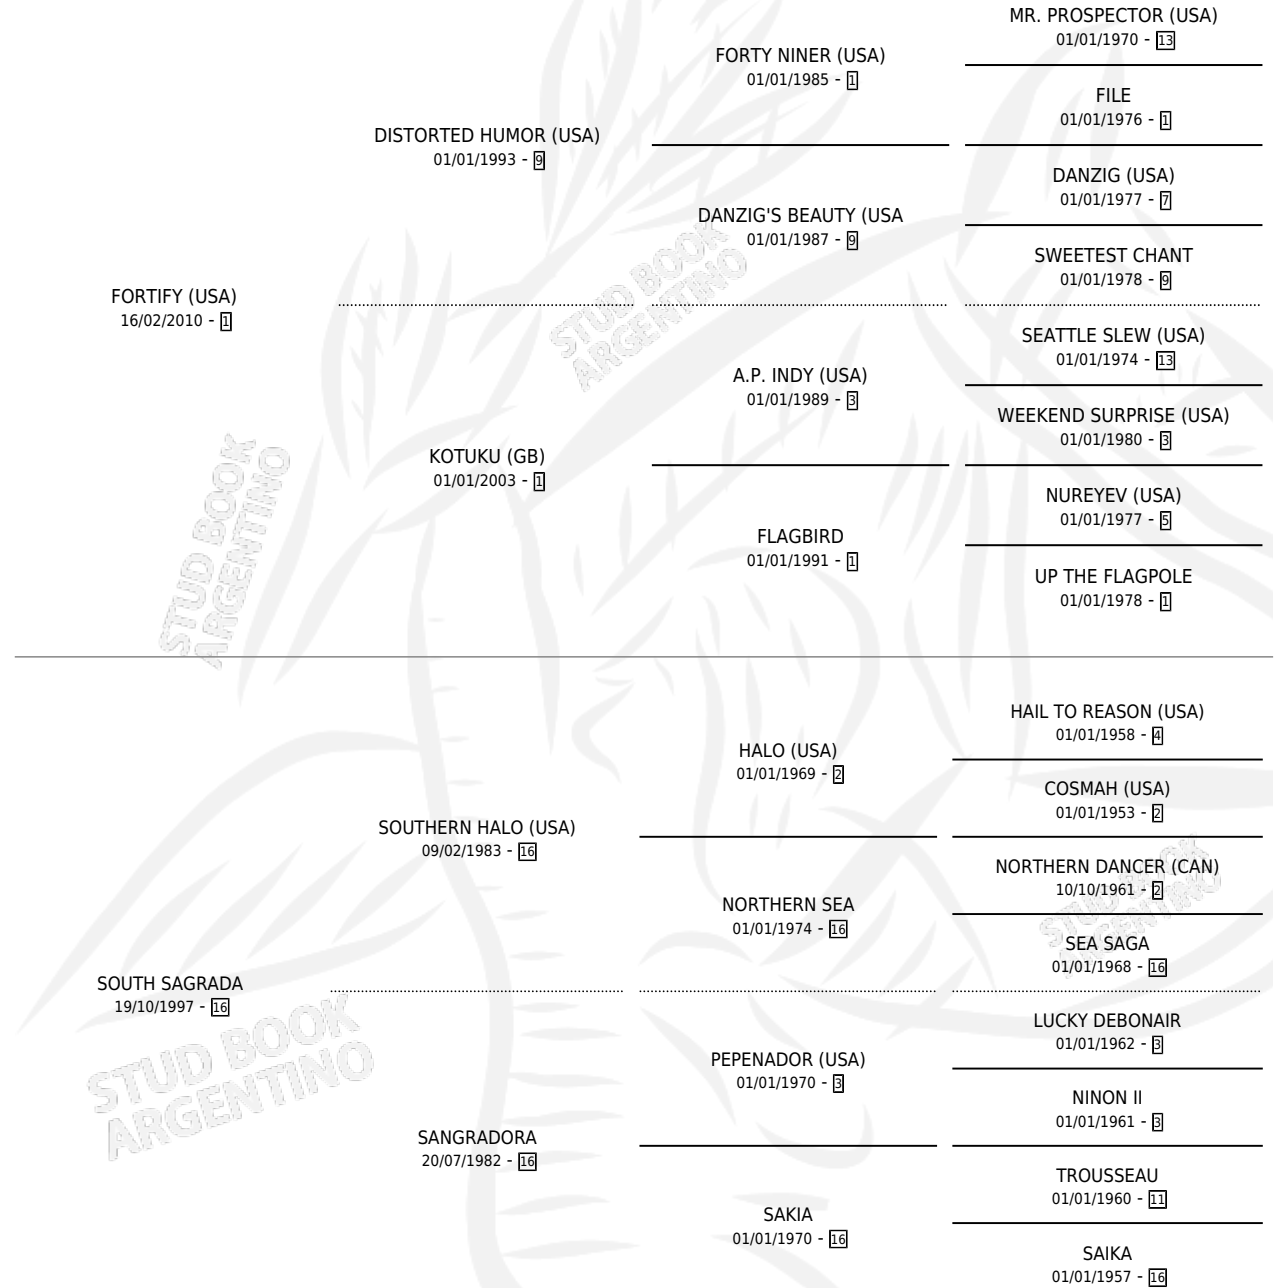 MR. PROSPECTOR (USA)
01/01/1970 - 13
FORTY NINER (USA)
01/01/1985 - 1
FILE
01/01/1976 - 1
DISTORTED HUMOR (USA)
01/01/1993 - 9
DANZIG (USA)
01/01/1977 - 7
DANZIG'S BEAUTY (USA
01/01/1987 - 9
SWEETEST CHANT
01/01/1978 - 9
FORTIFY (USA)
16/02/2010 - 1
STUD BOOK
ARGENTINO
SEATTLE SLEW (USA)
01/01/1974 - 13
A.P. INDY (USA)
01/01/1989 - 3
WEEKEND SURPRISE (USA)
01/01/1980 - 3
KOTUKU (GB)
01/01/2003 - 1
NUREYEV (USA)
01/01/1977 - 5
FLAGBIRD
01/01/1991 - 1
UP THE FLAGPOLE
01/01/1978 - 1
STUD BOOK
ARGENTINO
HAIL TO REASON (USA)
01/01/1958 - 4
HALO (USA)
01/01/1969 - 2
COSMAH (USA)
01/01/1953 - 2
SOUTHERN HALO (USA)
09/02/1983 - 16
NORTHERN DANCER (CAN)
10/10/1961 - 2
NORTHERN SEA
01/01/1974 - 16
SEA SAGA
01/01/1968 - 16
STUD BOOK
ARGENTINO
SOUTH SAGRADA
19/10/1997 - 16
LUCKY DEBONAIR
01/01/1962 - 3
PEPENADOR (USA)
01/01/1970 - 3
NINON II
01/01/1961 - 3
STUD BOOK
ARGENTINO
SANGRADORA
20/07/1982 - 16
TROUSSEAU
01/01/1960 - 11
SAKIA
01/01/1970 - 16
SAIKA
01/01/1957 - 16